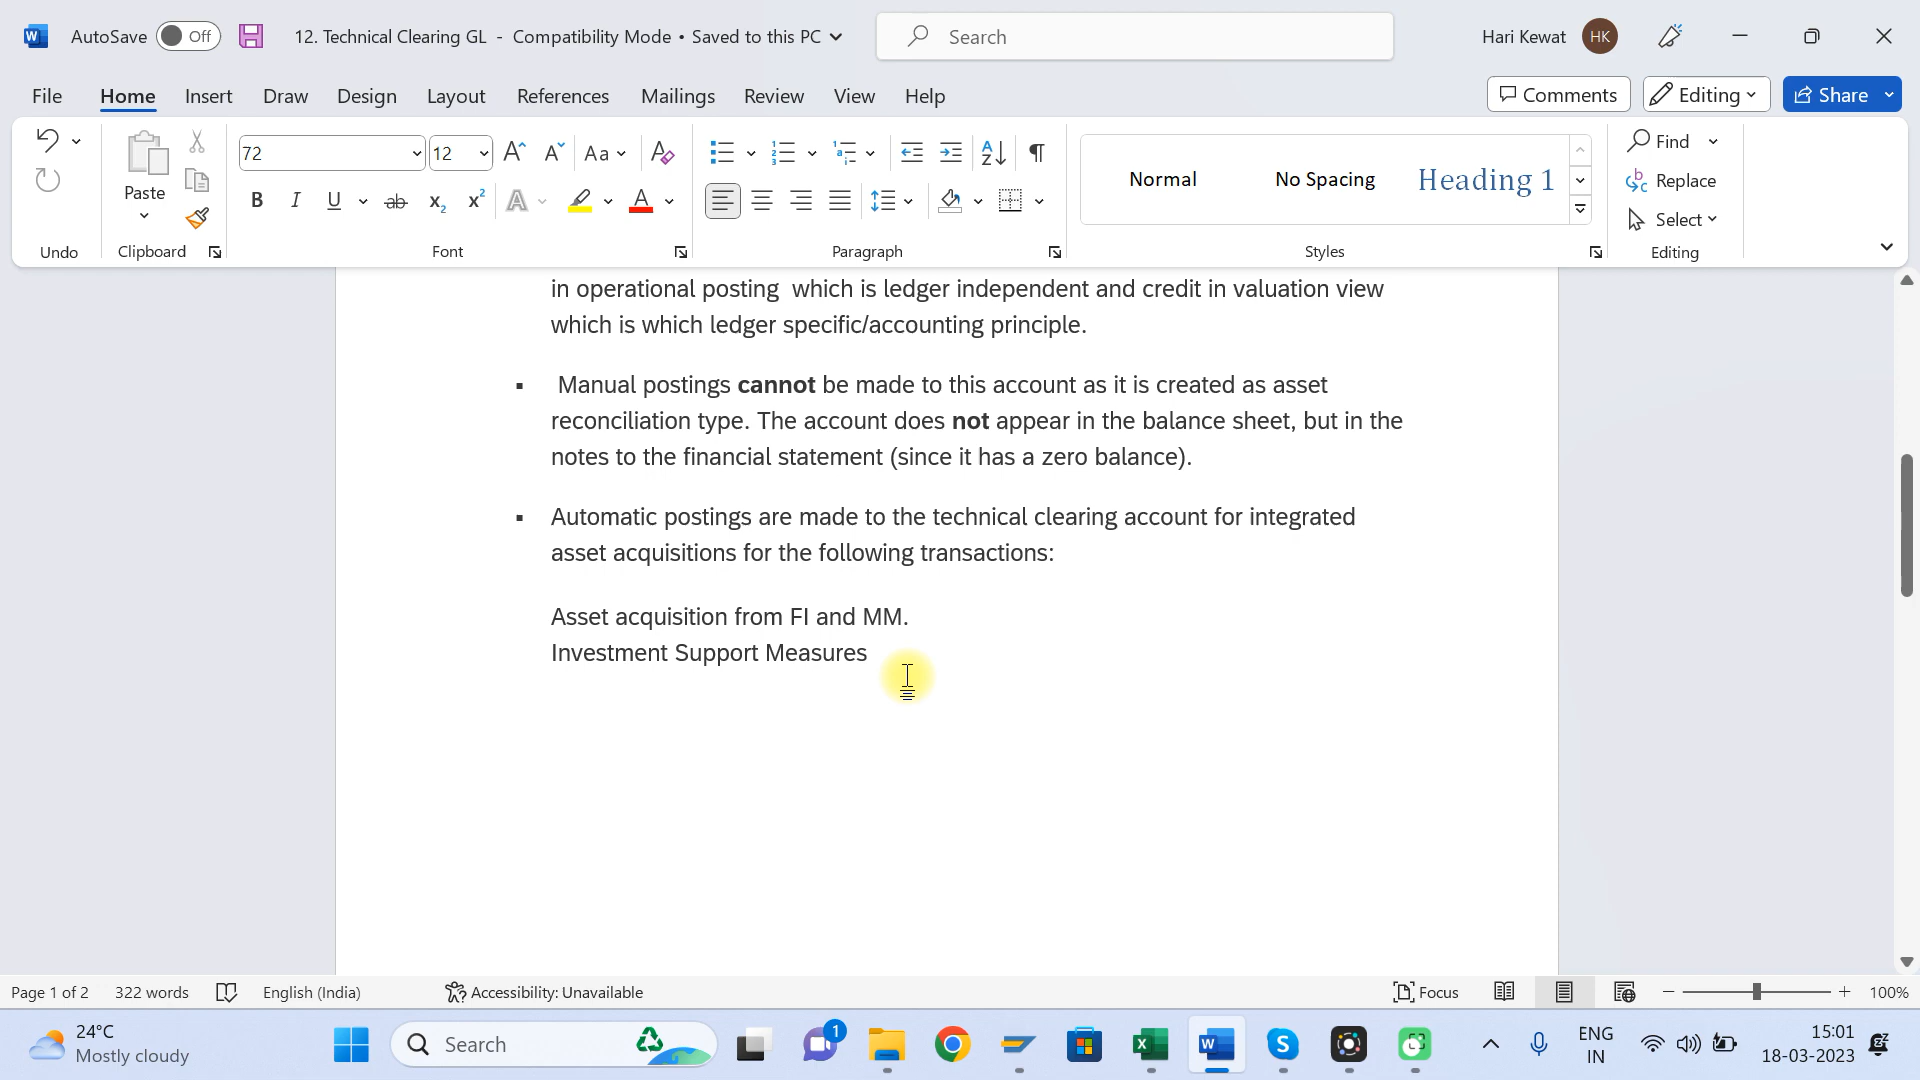 AutoSave Off 12. Technical Clearing GL - Compatibility Mode • Saved to this PC Search Hari Kewat HK
File Home Insert Draw Design Layout References Mailings Review View Help Comments Editing Share
Paste
72 12
Normal No Spacing Heading 1
Find
Replace
Select
Undo Clipboard Font Paragraph Styles Editing
in operational posting which is ledger independent and credit in valuation view
which is which ledger specific/accounting principle.
▪ Manual postings cannot be made to this account as it is created as asset
reconciliation type. The account does not appear in the balance sheet, but in the
notes to the financial statement (since it has a zero balance).
▪ Automatic postings are made to the technical clearing account for integrated
asset acquisitions for the following transactions:
Asset acquisition from FI and MM.
Investment Support Measures
Page 1 of 2 322 words English (India) Accessibility: Unavailable Focus 100%
24°C
Mostly cloudy
Search
1
ENG
IN
15:01
18-03-2023